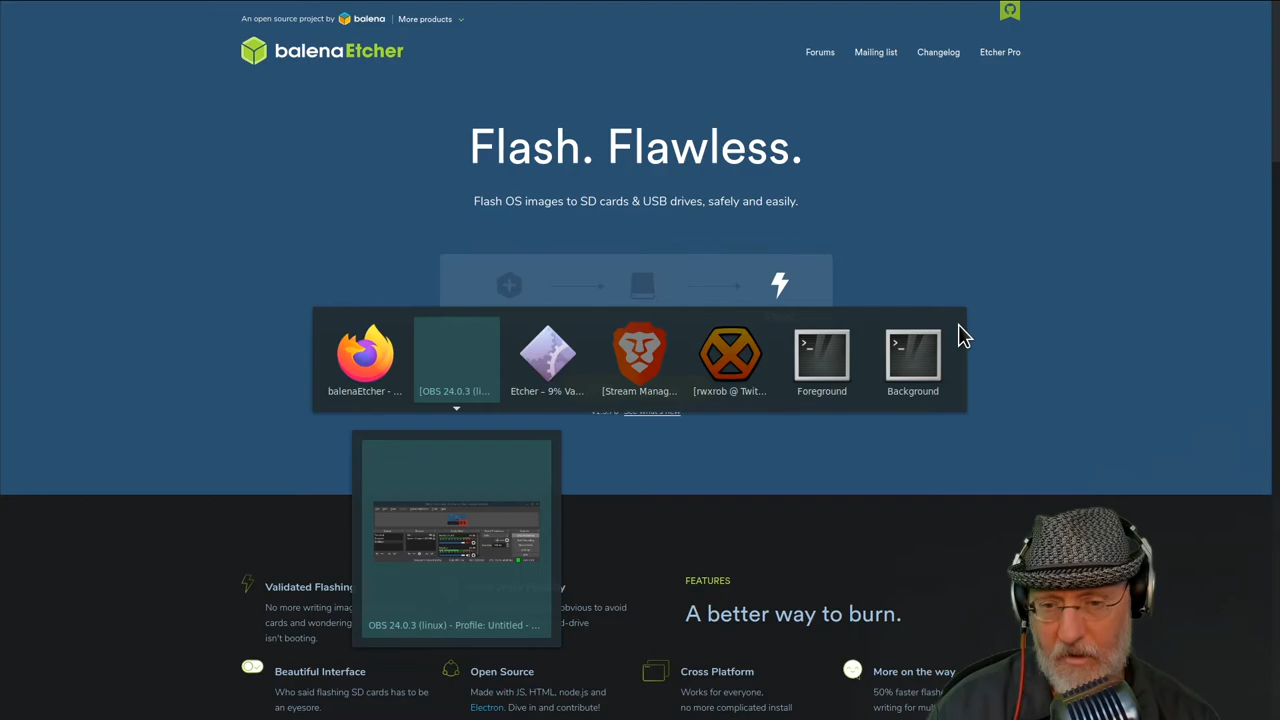 An open source project by balena More products
balenaEtcher
Forums Mailing list Changelog Etcher Pro
Flash. Flawless.
Flash OS images to SD cards & USB drives, safely and easily.
balenaEtcher - ... [OBS 24.0.3 (li... Etcher – 9% Va... [Stream Manag... [rwxrob @ Twit... Foreground Background
See what's new
OBS 24.0.3 (linux) - Profile: Untitled - ...
FEATURES
A better way to burn.
Validated Flashing
No more writing
cards and wondering
isn't booting.
obvious to avoid
Beautiful Interface
Who said flashing SD cards has to be
an eyesore.
Open Source
Made with JS, HTML, node.js and
Electron. Dive in and contribute!
Cross Platform
Works for everyone,
no more complicated install
More on the way
50% faster
writing for